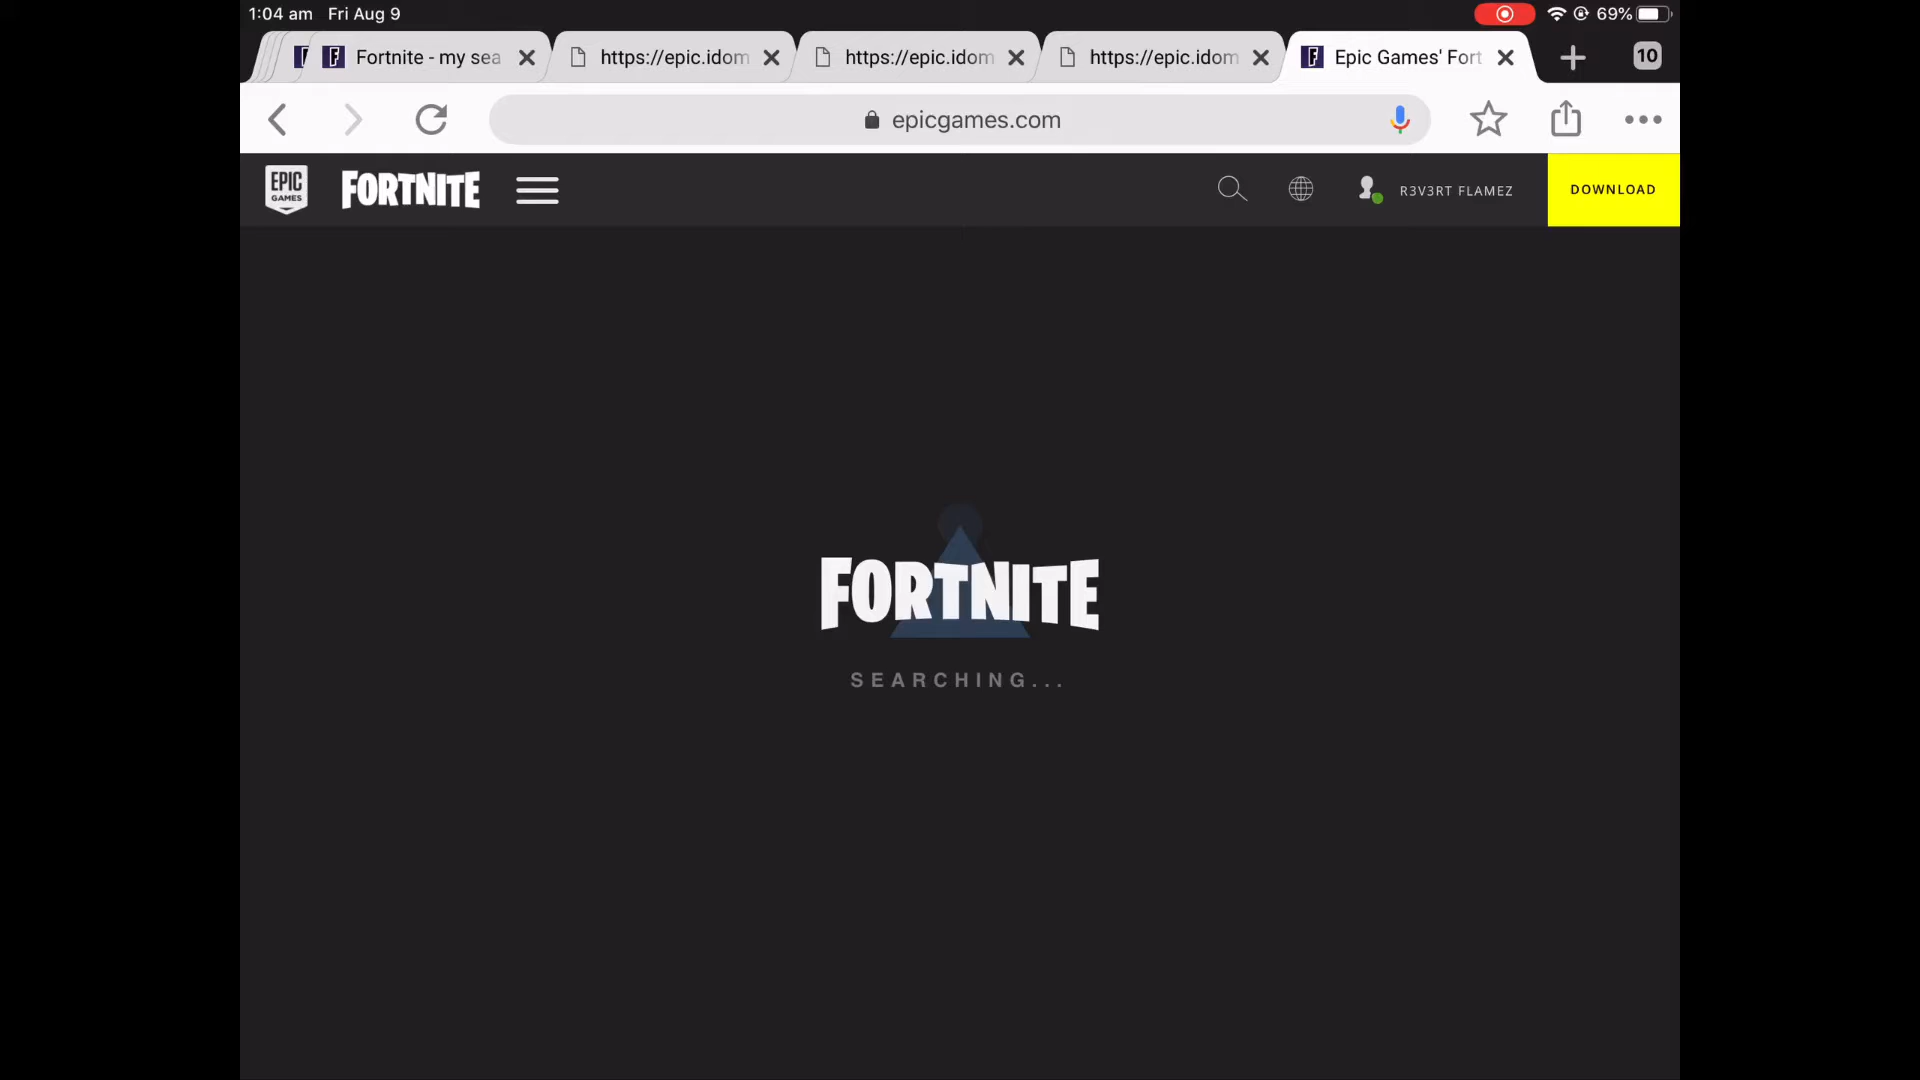 1:04 am Fri Aug 9
69%
Fortnite - my sea
https://epic.idom
https://epic.idom
https://epic.idom
Epic Games' Fort
10
epicgames.com
EPIC
GAMES
FORTNITE
R3V3RT FLAMEZ
DOWNLOAD
FORTNITE
SEARCHING...